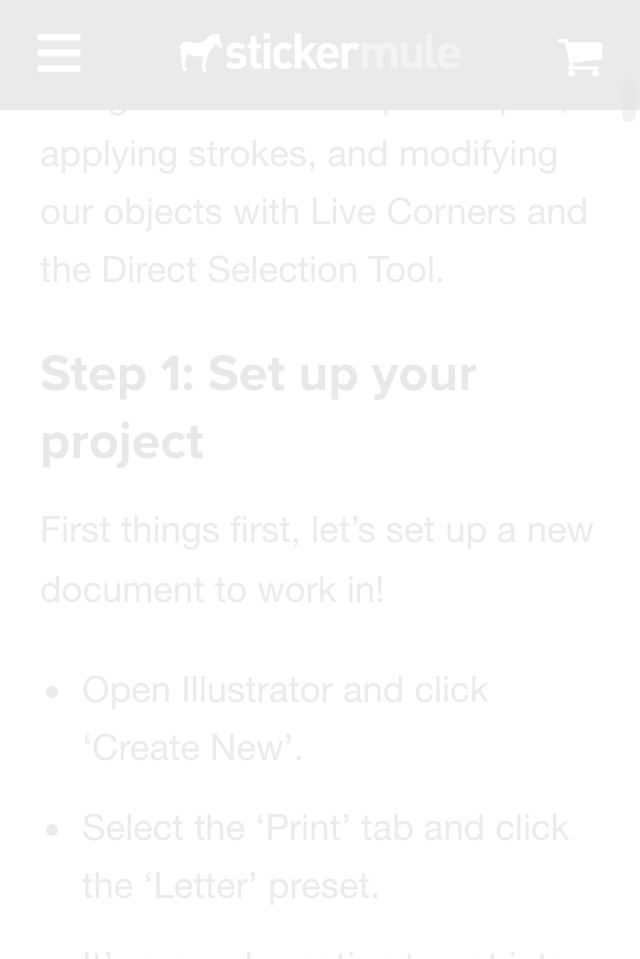 stickermule
applying strokes, and modifying
our objects with Live Corners and
the Direct Selection Tool.
Step 1: Set up your
project
First things first, let’s set up a new
document to work in!
• Open Illustrator and click
‘Create New’.
• Select the ‘Print’ tab and click
the ‘Letter’ preset.